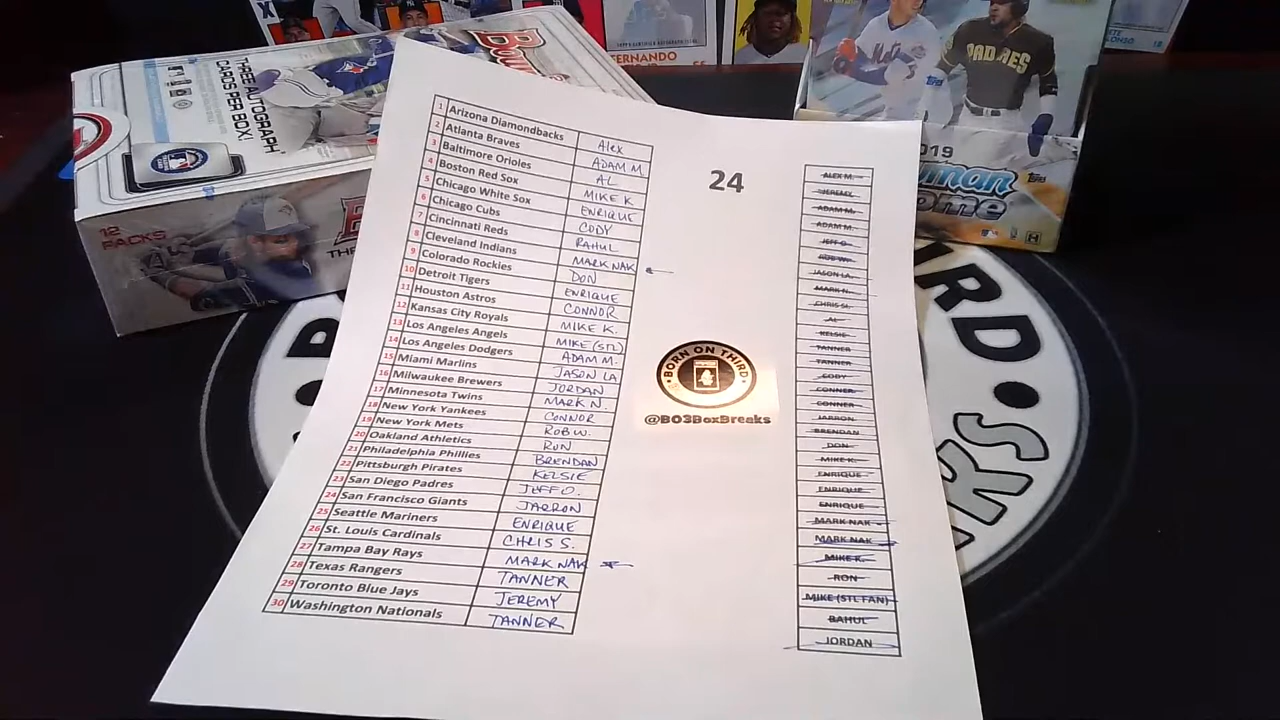 THREE AUTOGRAPH
CARDS PER BOX!
12
PACKS
TH
FERNANDO
Mets
PADRES
Topps
2019
Topps
1 Arizona Diamondbacks Alex
2 Atlanta Braves ADAM M
3 Baltimore Orioles AL
4 Boston Red Sox MIKE K
5 Chicago White Sox ENRIQUE
6 Chicago Cubs CODY
7 Cincinnati Reds RAHUL
8 Cleveland Indians MARK NAK
9 Colorado Rockies DON
10 Detroit Tigers ENRIQUE
11 Houston Astros CONNOR
12 Kansas City Royals MIKE K.
13 Los Angeles Angels MIKE (STL)
14 Los Angeles Dodgers ADAM M.
15 Miami Marlins JASON LA
16 Milwaukee Brewers JORDAN
17 Minnesota Twins MARK N.
18 New York Yankees CONNOR
19 New York Mets ROB W.
20 Oakland Athletics RON
21 Philadelphia Phillies BRENDAN
22 Pittsburgh Pirates KELSIE
23 San Diego Padres JEFF O.
24 San Francisco Giants JARRON
25 Seattle Mariners ENRIQUE
26 St. Louis Cardinals CHRIS S.
27 Tampa Bay Rays MARK NAK
28 Texas Rangers TANNER
29 Toronto Blue Jays JEREMY
30 Washington Nationals TANNER
24
BORN ON THIRD
@BO3BoxBreaks
ALEX M.
JEREMY
ADAM M.
ADAM M.
JEFF O.
ROB W.
JASON LA.
MARK N.
CHRIS S.
AL
KELSIE
TANNER
TANNER
CODY
CONNER
CONNER
JARRON
BRENDAN
DON
MIKE K.
ENRIQUE
ENRIQUE
ENRIQUE
MARK NAK
MARK NAK
MIKE K.
RON
MIKE (STL FAN)
RAHUL
JORDAN